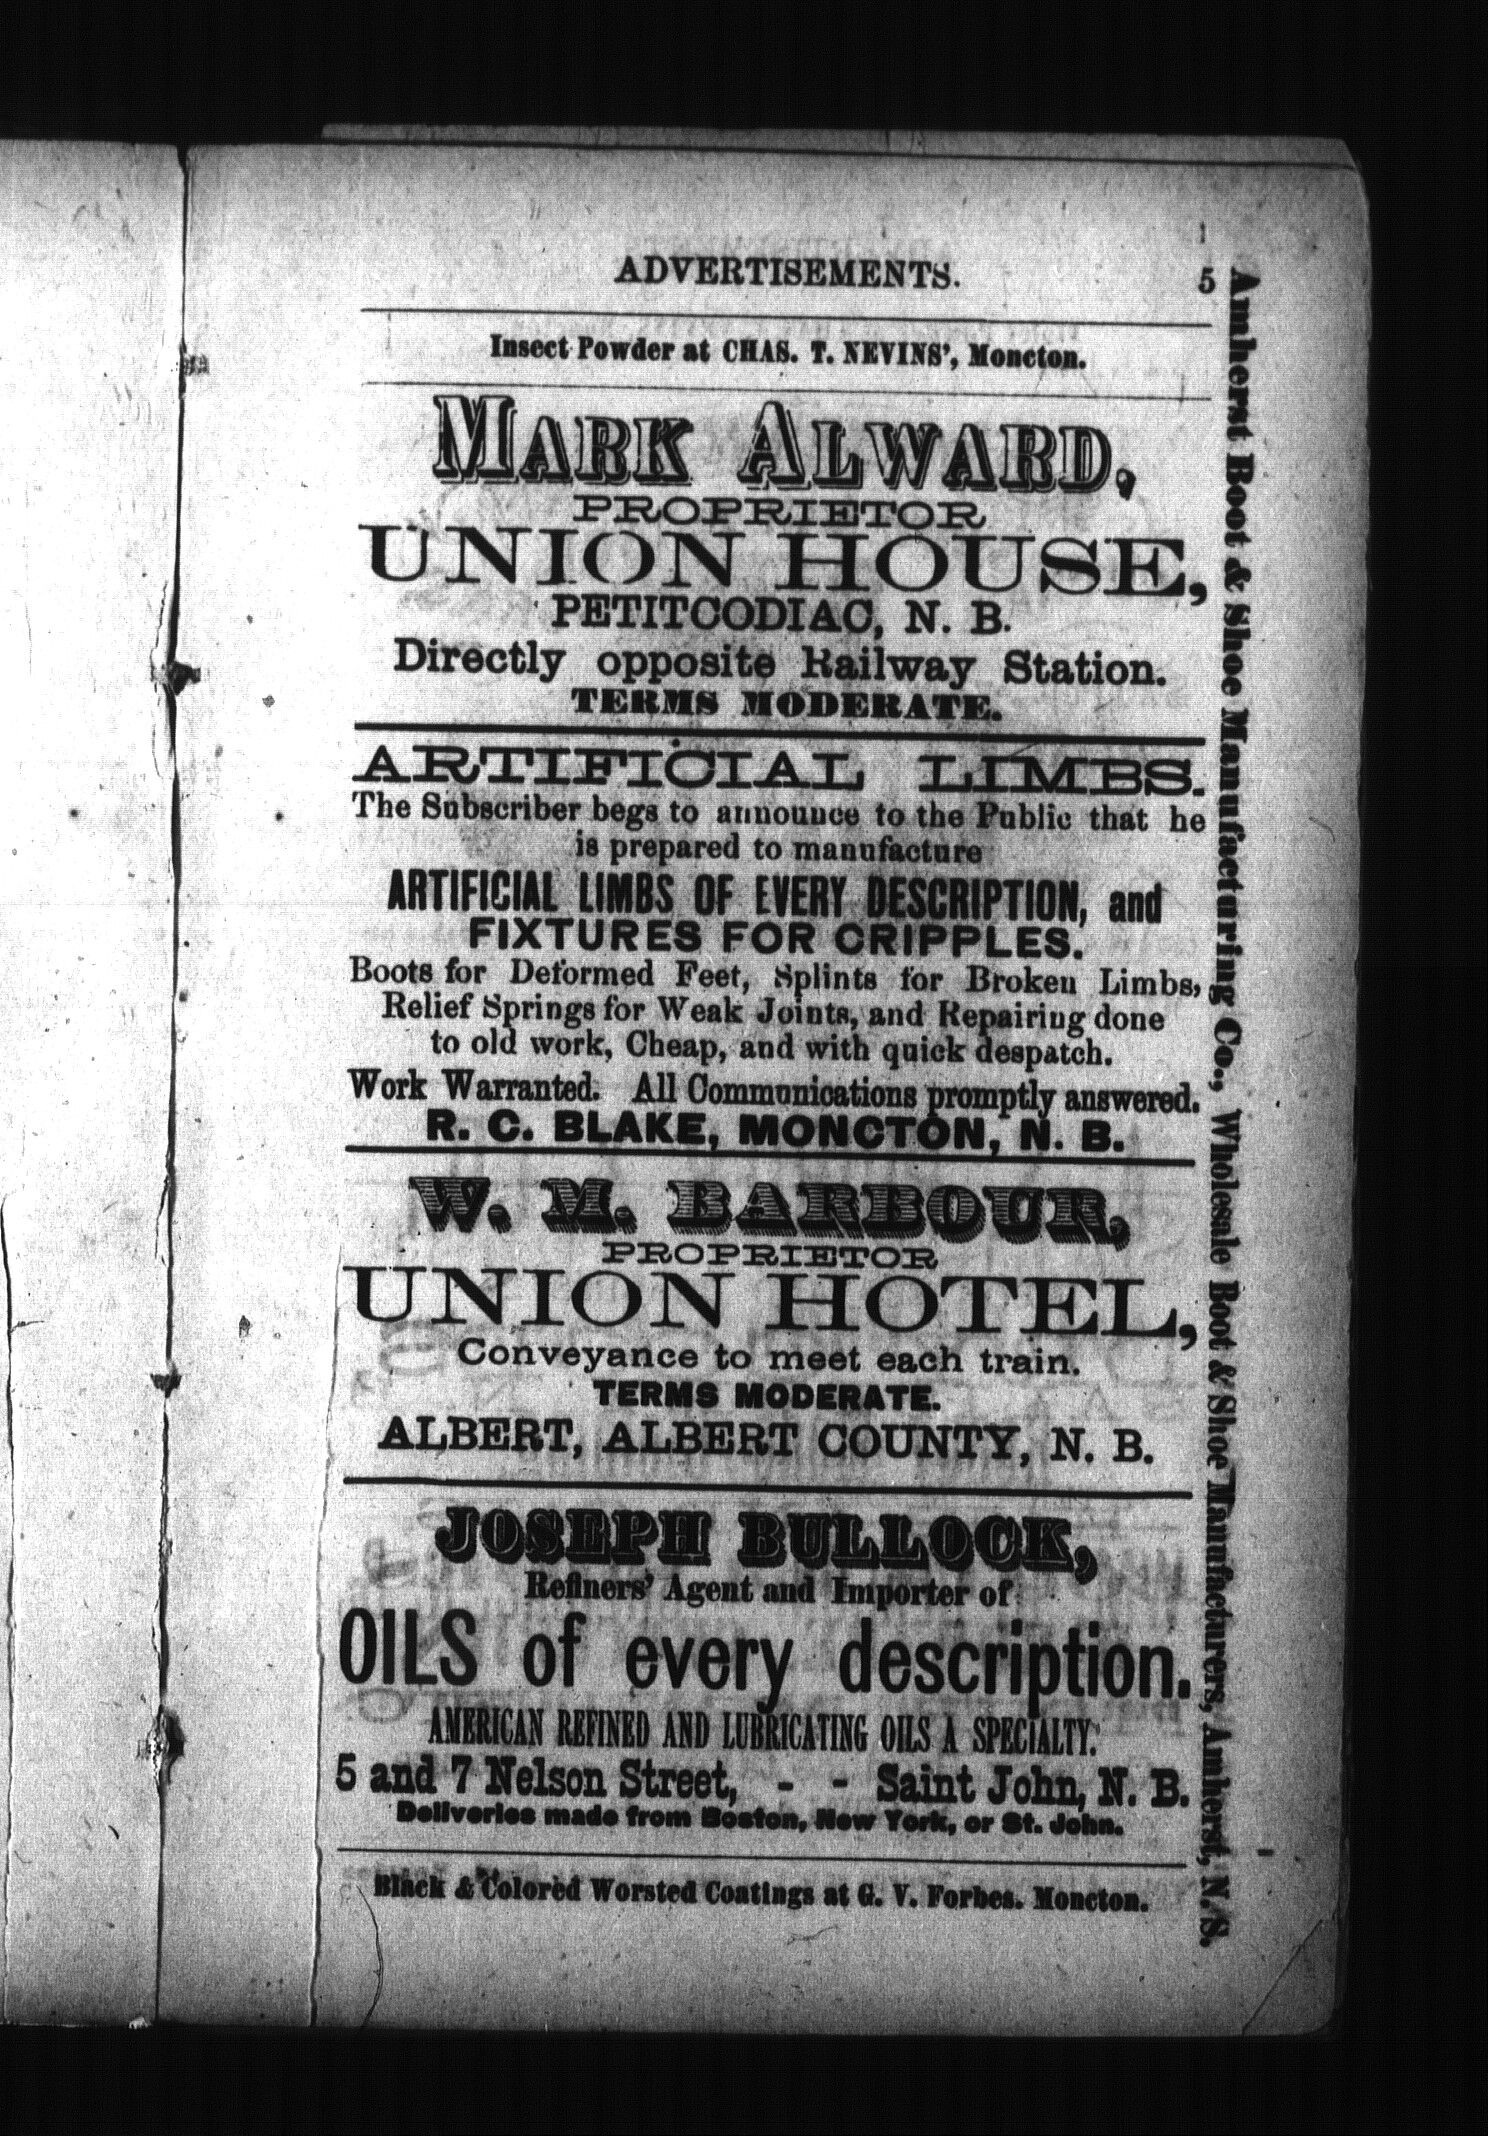 ADVERTISEMENTS. 5
Insect Powder at CHAS. T. NEVINS', Moncton.
MARK ALWARD,
PROPRIETOR
UNION HOUSE,
PETITCODIAC, N. B.
Directly opposite Railway Station.
TERMS MODERATE.
ARTIFICIAL LIMBS.
The Subscriber begs to announce to the Public that he
is prepared to manufacture
ARTIFICIAL LIMBS OF EVERY DESCRIPTION, and
FIXTURES FOR CRIPPLES.
Boots for Deformed Feet, Splints for Broken Limbs,
Relief Springs for Weak Joints, and Repairing done
to old work, Cheap, and with quick despatch.
Work Warranted. All Communications promptly answered.
R. C. BLAKE, MONCTON, N. B.
W. M. BARBOUR,
PROPRIETOR
UNION HOTEL,
Conveyance to meet each train.
TERMS MODERATE.
ALBERT, ALBERT COUNTY, N. B.
JOSEPH BULLOCK,
Refiners' Agent and Importer of
OILS of every description.
AMERICAN REFINED AND LUBRICATING OILS A SPECIALTY.
5 and 7 Nelson Street, - - Saint John, N. B.
Deliveries made from Boston, New York, or St. John.
Black & Colored Worsted Coatings at G. V. Forbes. Moncton.
Amherst Boot & Shoe Manufacturing Co., Wholesale Boot & Shoe Manufacturers, Amherst, N. S.